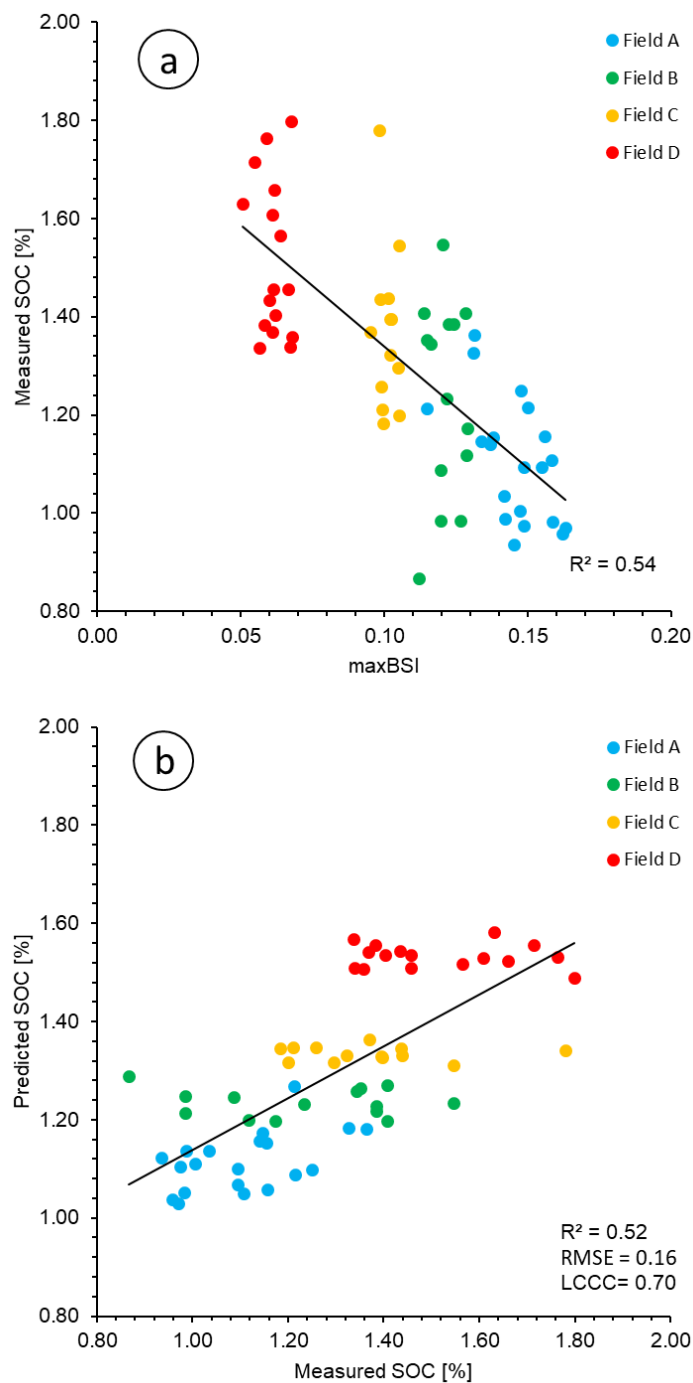 a
Field A
Field B
Field C
Field D
2.00
1.80
1.60
1.40
1.20
1.00
0.80
Measured SOC [%]
R² = 0.54
0.00
0.05
0.10
0.15
0.20
maxBSI
b
Field A
Field B
Field C
Field D
2.00
1.80
1.60
1.40
1.20
1.00
0.80
Predicted SOC [%]
R² = 0.52
RMSE = 0.16
LCCC= 0.70
0.80
1.00
1.20
1.40
1.60
1.80
2.00
Measured SOC [%]